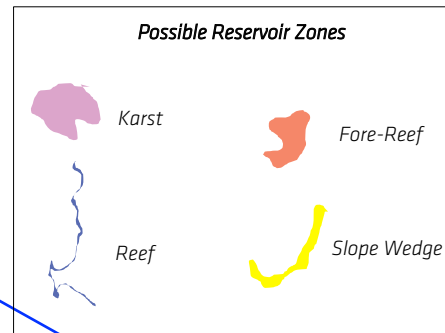 Possible Reservoir Zones
Karst
Fore-Reef
Reef
Slope Wedge